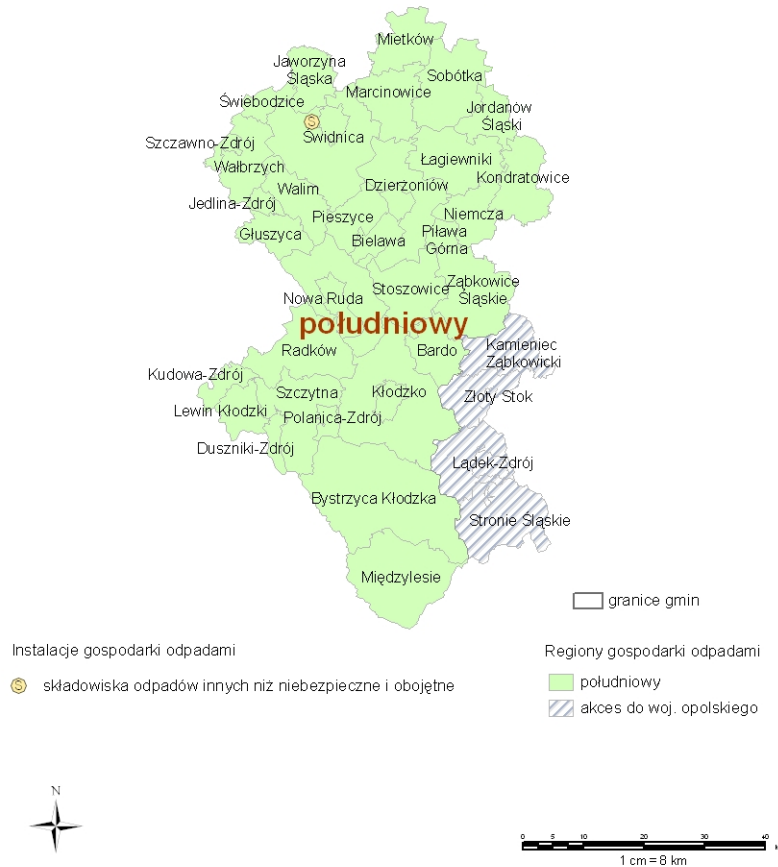 Mietków
Jaworzyna
Śląska
Sobótka
Marcinowice
Świebodzice
Jordanów
Śląski
S
Świdnica
Szczawno-Zdrój
Łagiewniki
Wałbrzych
Kondratowice
Dzierżoniów
Walim
Jedlina-Zdrój
Pieszyce
Niemcza
Głuszyca
Bielawa
Piława
Górna
Stoszowice
Ząbkowice
Śląskie
Nowa Ruda
południowy
Radków
Bardo
Kamieniec
Ząbkowicki
Kudowa-Zdrój
Szczytna
Kłodzko
Złoty Stok
Lewin Kłodzki
Polanica-Zdrój
Duszniki-Zdrój
Lądek-Zdrój
Bystrzyca Kłodzka
Stronie Śląskie
Międzylesie
granice gmin
Instalacje gospodarki odpadami
S składowiska odpadów innych niż niebezpieczne i obojętne
Regiony gospodarki odpadami
południowy
akces do woj. opolskiego
N
0 5 10 20 30 40
1 cm = 8 km